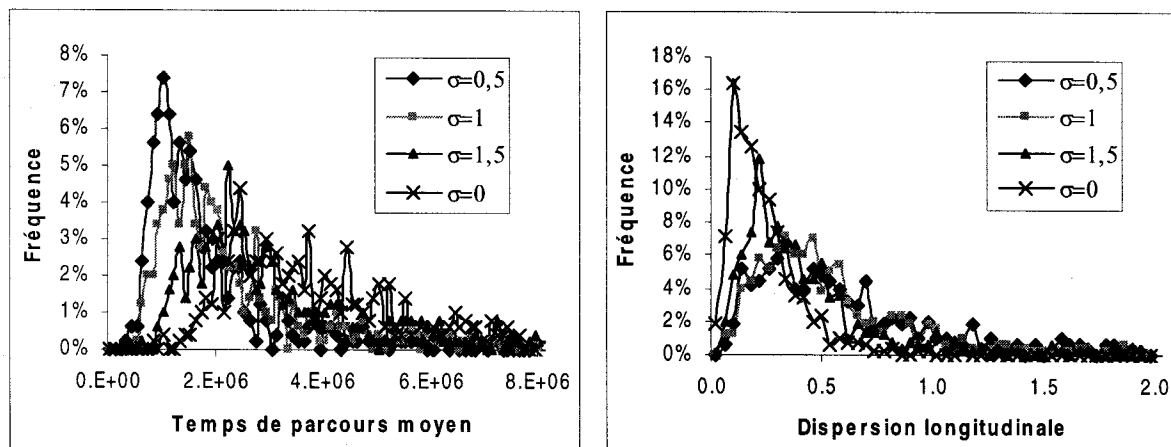 8%
7%
6%
5%
4%
3%
2%
1%
0%
Fréquence
σ=0,5
σ=1
σ=1,5
σ=0
0.E+00 2.E+06 4.E+06 6.E+06 8.E+06
Temps de parcours moyen
18%
16%
14%
12%
10%
8%
6%
4%
2%
0%
Fréquence
σ=0,5
σ=1
σ=1,5
σ=0
0.0 0.5 1.0 1.5 2.0
Dispersion longitudinale